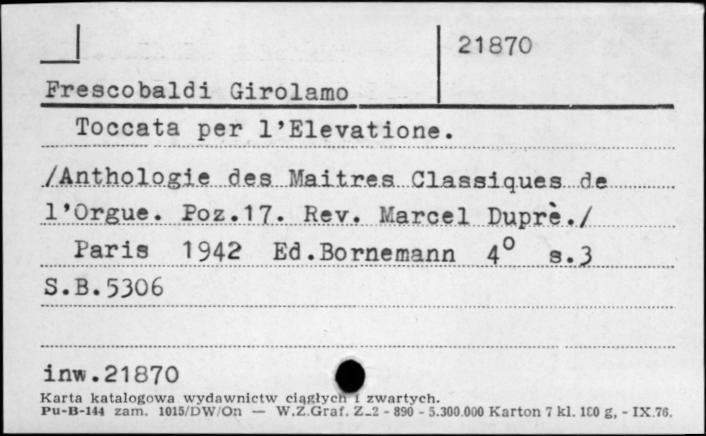 21870
Frescobaldi Girolamo
Toccata per l'Elevatione.
/Anthologie des Maitres Classiques de
l'Orgue. Poz.17. Rev. Marcel Duprè./
Paris 1942 Ed.Bornemann 4° s.3
S.B.5306
inw.21870
Karta katalogowa wydawnictw ciągłych i zwartych.
Pu-B-144 zam. 1015/DW/On — W.Z.Graf. Z-2 - 890 - 5.300.000 Karton 7 kl. 180 g, - IX.76.